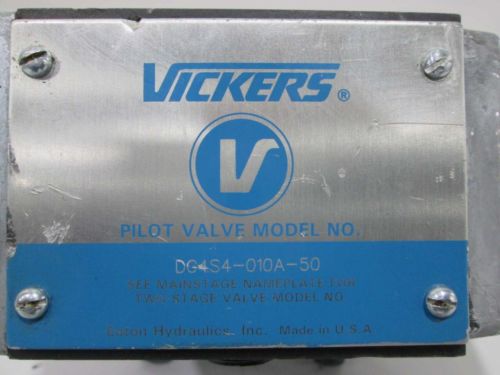 VICKERS®
V
PILOT VALVE MODEL NO.
DG4S4-010A-50
SEE MAINSTAGE NAMEPLATE FOR
TWO STAGE VALVE MODEL NO
Eaton Hydraulics, Inc. Made in U.S.A